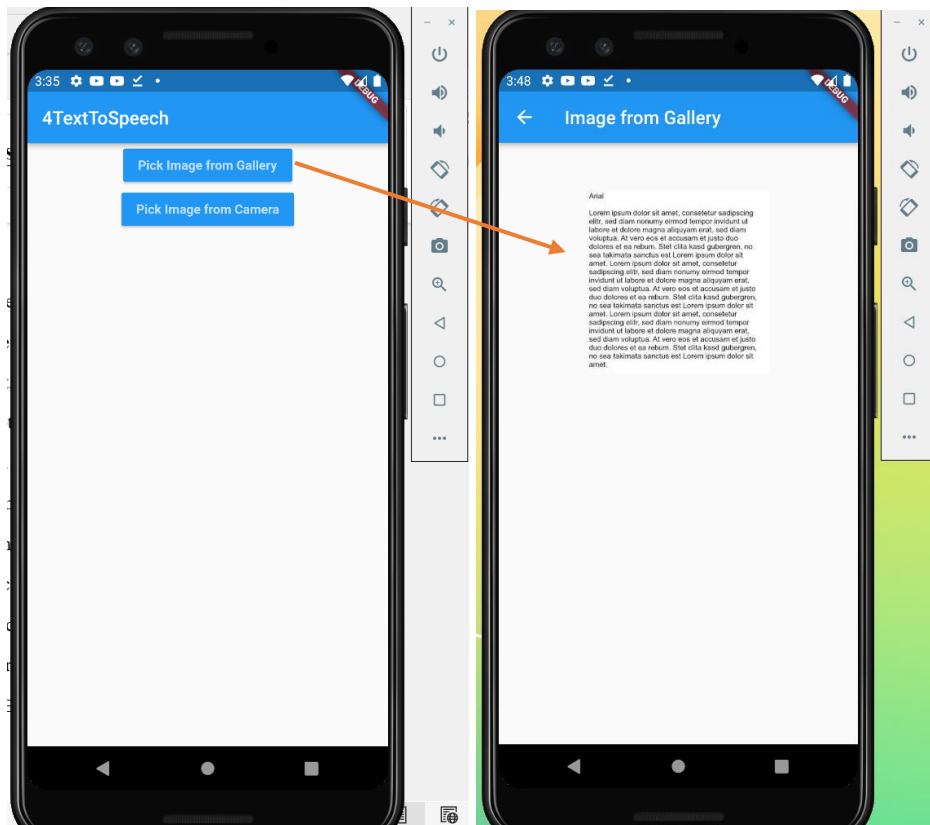 3:35
DEBUG
4TextToSpeech
Pick Image from Gallery
Pick Image from Camera
3:48
DEBUG
Image from Gallery
Arial
Lorem ipsum dolor sit amet, consetetur sadipscing
elitr, sed diam nonumy eirmod tempor invidunt ut
labore et dolore magna aliquyam erat, sed diam
voluptua. At vero eos et accusam et justo duo
dolores et ea rebum. Stet clita kasd gubergren, no
sea takimata sanctus est Lorem ipsum dolor sit
amet. Lorem ipsum dolor sit amet, consetetur
sadipscing elitr, sed diam nonumy eirmod tempor
invidunt ut labore et dolore magna aliquyam erat,
sed diam voluptua. At vero eos et accusam et justo
duo dolores et ea rebum. Stet clita kasd gubergren,
no sea takimata sanctus est Lorem ipsum dolor sit
amet. Lorem ipsum dolor sit amet, consetetur
sadipscing elitr, sed diam nonumy eirmod tempor
invidunt ut labore et dolore magna aliquyam erat,
sed diam voluptua. At vero eos et accusam et justo
duo dolores et ea rebum. Stet clita kasd gubergren,
no sea takimata sanctus est Lorem ipsum dolor sit
amet.